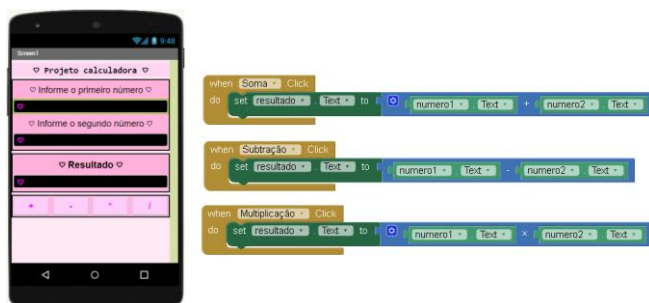 9:48
Screen1
♡ Projeto calculadora ♡
♡ Informe o primeiro número ♡
♡ Informe o segundo número ♡
♡ Resultado ♡
+ - * /
when Soma Click
do set resultado . Text to numero1 . Text + numero2 . Text
when Subtração Click
do set resultado . Text to numero1 . Text - numero2 . Text
when Multiplicação Click
do set resultado . Text to numero1 . Text × numero2 . Text